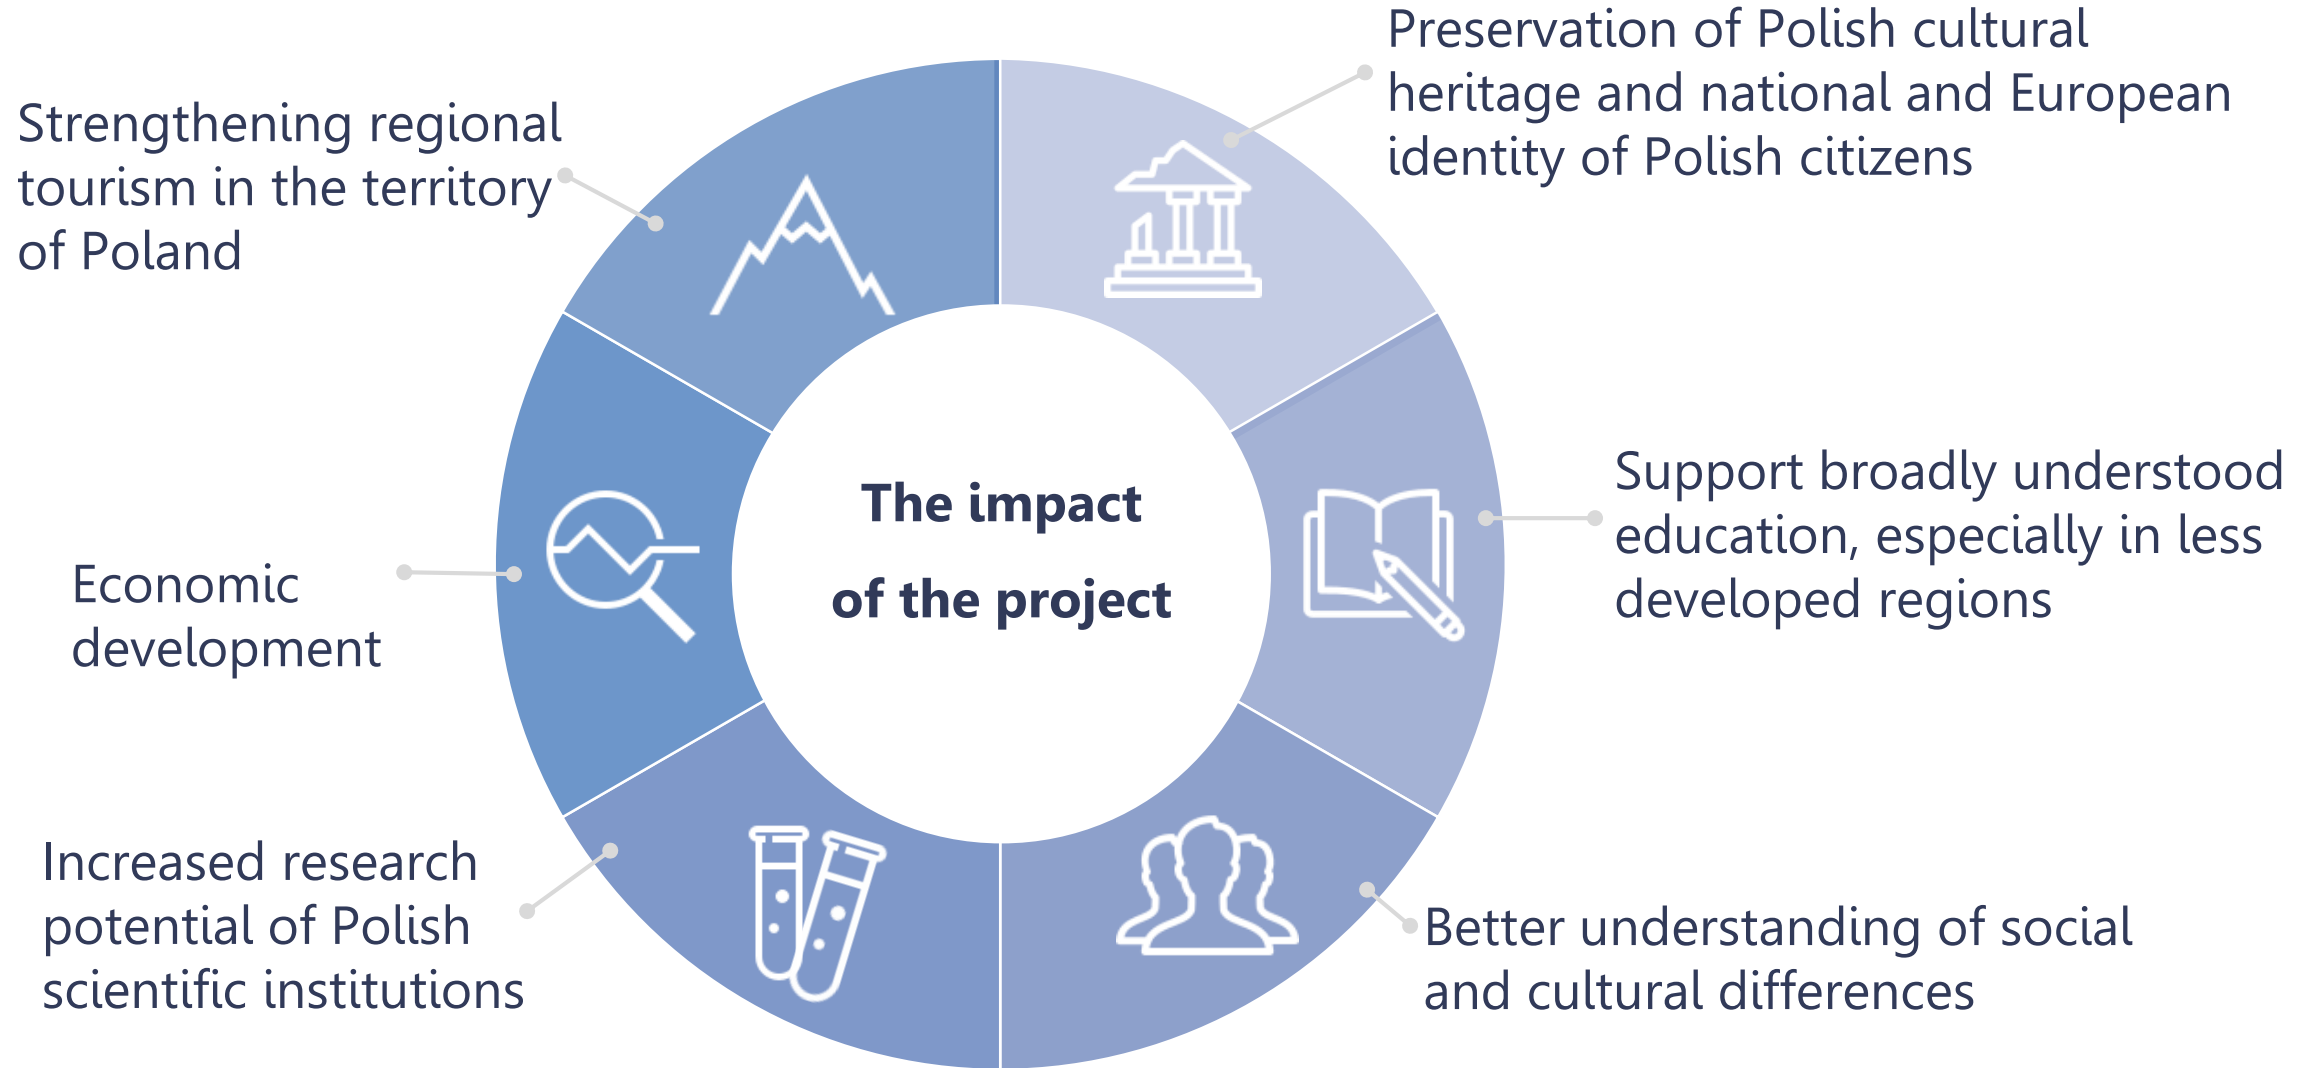 Preservation of Polish cultural
heritage and national and European
identity of Polish citizens
Strengthening regional
tourism in the territory
of Poland
The impact
of the project
Support broadly understood
education, especially in less
developed regions
Economic
development
Increased research
potential of Polish
scientific institutions
Better understanding of social
and cultural differences